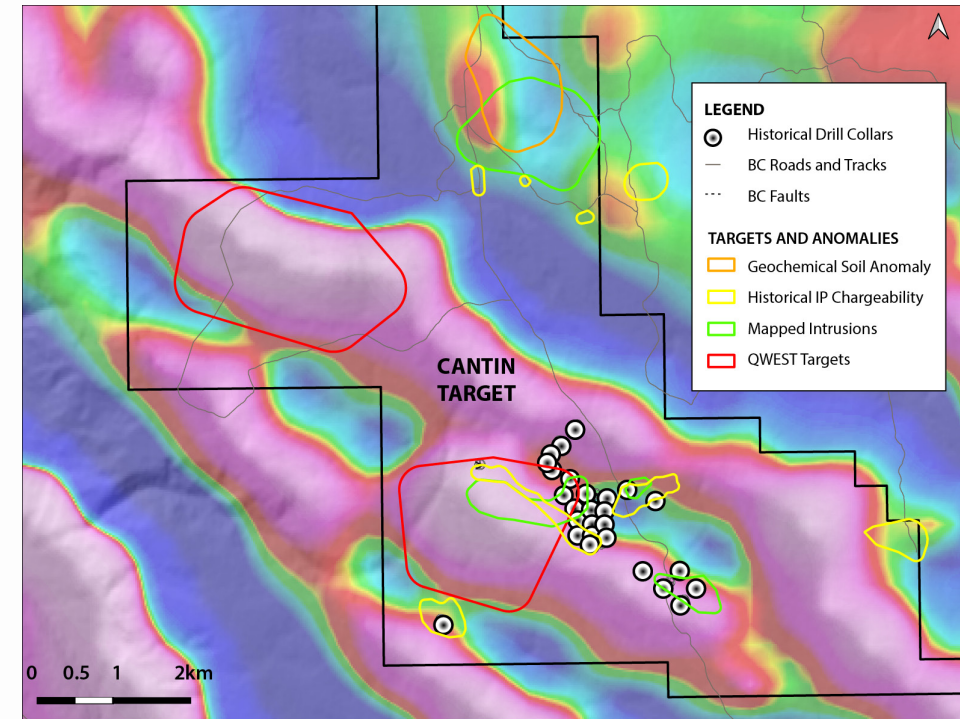 LEGEND
Historical Drill Collars
BC Roads and Tracks
BC Faults
TARGETS AND ANOMALIES
Geochemical Soil Anomaly
Historical IP Chargeability
Mapped Intrusions
QWEST Targets
CANTIN
TARGET
0 0.5 1 2km